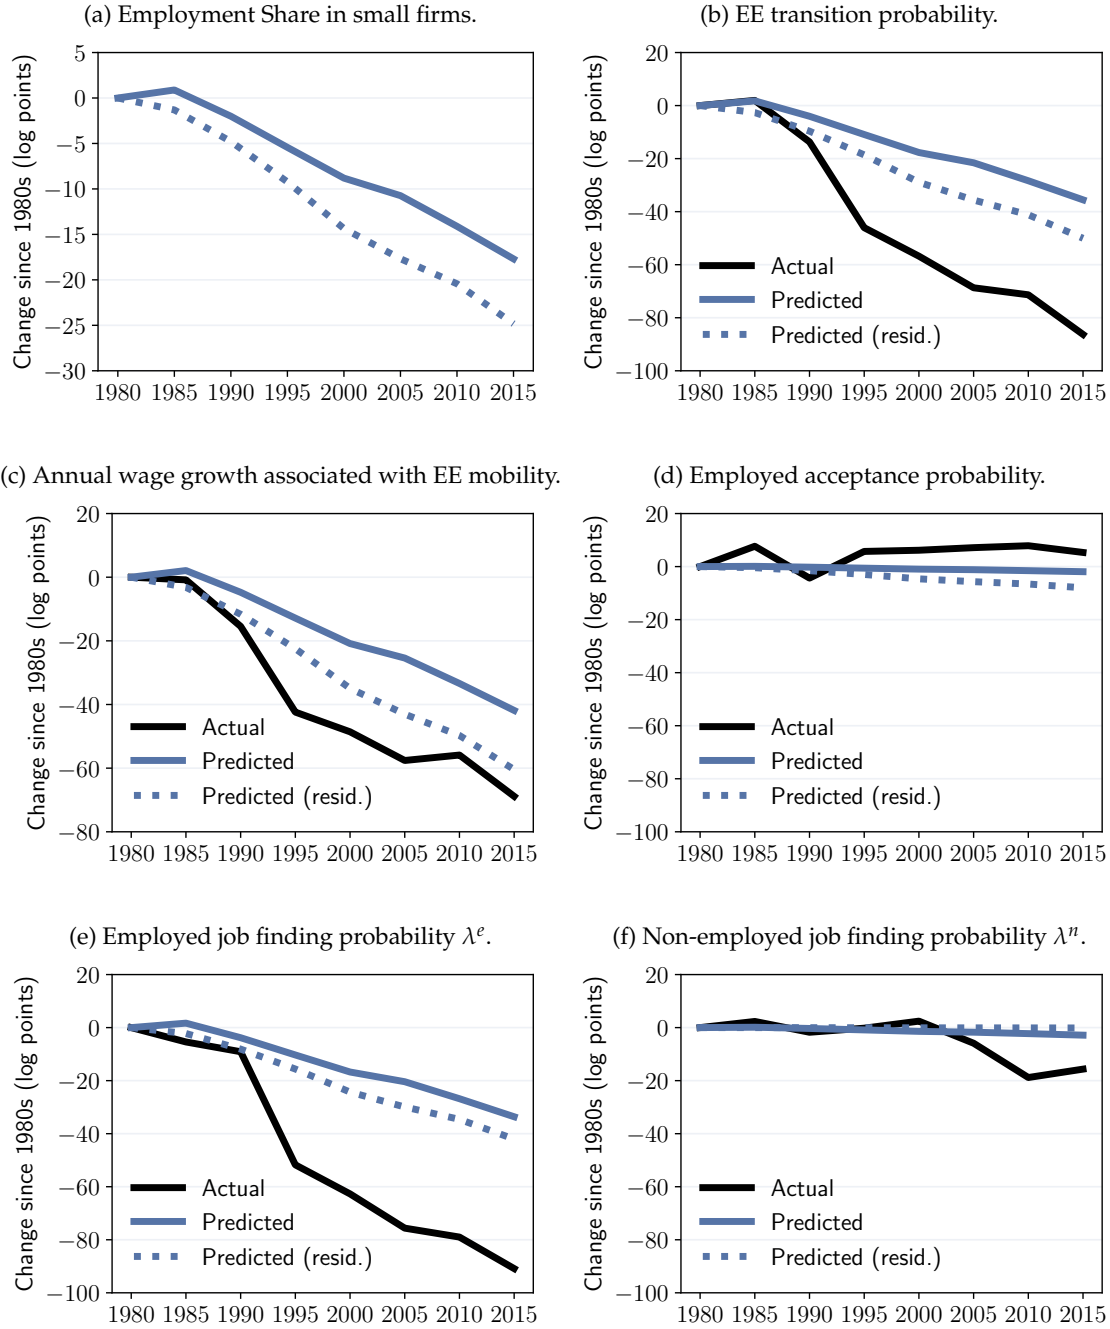 (a) Employment Share in small firms.
Change since 1980s (log points)
5
0
−5
−10
−15
−20
−25
−30
1980 1985 1990 1995 2000 2005 2010 2015
(b) EE transition probability.
Change since 1980s (log points)
20
0
−20
−40
−60
−80
−100
Actual
Predicted
Predicted (resid.)
1980 1985 1990 1995 2000 2005 2010 2015
(c) Annual wage growth associated with EE mobility.
Change since 1980s (log points)
20
0
−20
−40
−60
−80
Actual
Predicted
Predicted (resid.)
1980 1985 1990 1995 2000 2005 2010 2015
(d) Employed acceptance probability.
Change since 1980s (log points)
20
0
−20
−40
−60
−80
−100
Actual
Predicted
Predicted (resid.)
1980 1985 1990 1995 2000 2005 2010 2015
(e) Employed job finding probability λᵉ.
Change since 1980s (log points)
20
0
−20
−40
−60
−80
−100
Actual
Predicted
Predicted (resid.)
1980 1985 1990 1995 2000 2005 2010 2015
(f) Non-employed job finding probability λⁿ.
Change since 1980s (log points)
20
0
−20
−40
−60
−80
−100
Actual
Predicted
Predicted (resid.)
1980 1985 1990 1995 2000 2005 2010 2015